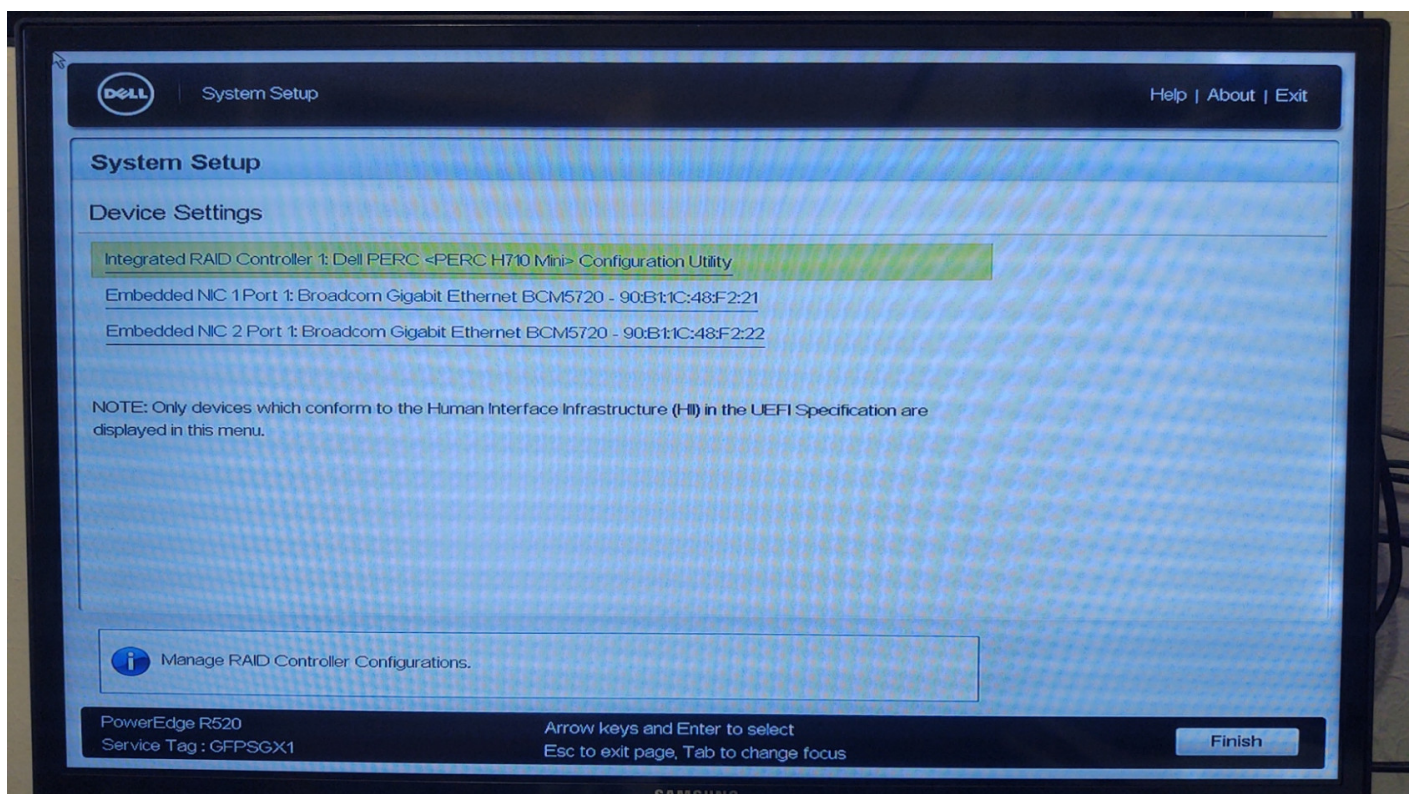 DELL
System Setup
Help | About | Exit
System Setup
Device Settings
Integrated RAID Controller 1: Dell PERC <PERC H710 Mini> Configuration Utility
Embedded NIC 1 Port 1: Broadcom Gigabit Ethernet BCM5720 - 90:B1:1C:48:F2:21
Embedded NIC 2 Port 1: Broadcom Gigabit Ethernet BCM5720 - 90:B1:1C:48:F2:22
NOTE: Only devices which conform to the Human Interface Infrastructure (HII) in the UEFI Specification are
displayed in this menu.
i
Manage RAID Controller Configurations.
PowerEdge R520
Service Tag : GFPSGX1
Arrow keys and Enter to select
Esc to exit page, Tab to change focus
Finish
SAMSUNG